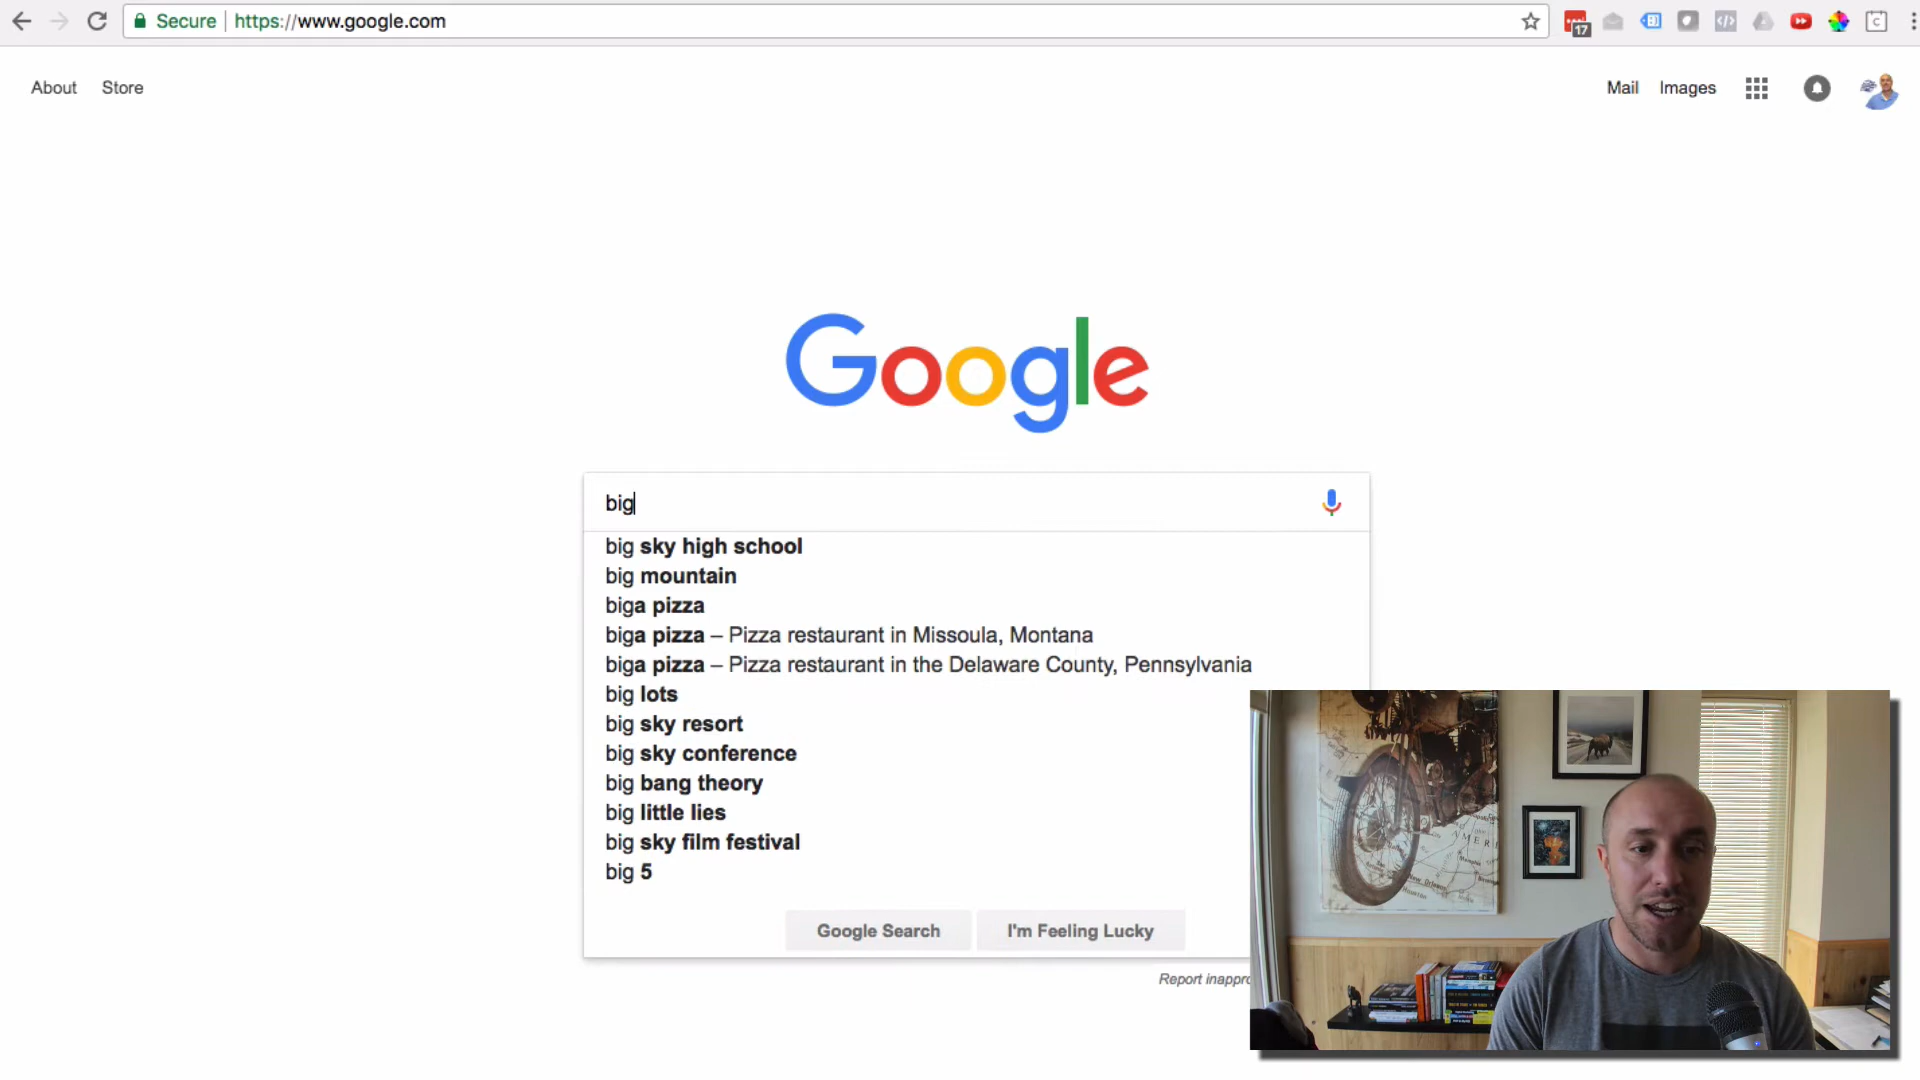 Secure | https://www.google.com
17
About Store
Mail Images
Google
big
big sky high school
big mountain
biga pizza
biga pizza – Pizza restaurant in Missoula, Montana
biga pizza – Pizza restaurant in the Delaware County, Pennsylvania
big lots
big sky resort
big sky conference
big bang theory
big little lies
big sky film festival
big 5
Google Search I'm Feeling Lucky
Report inappro